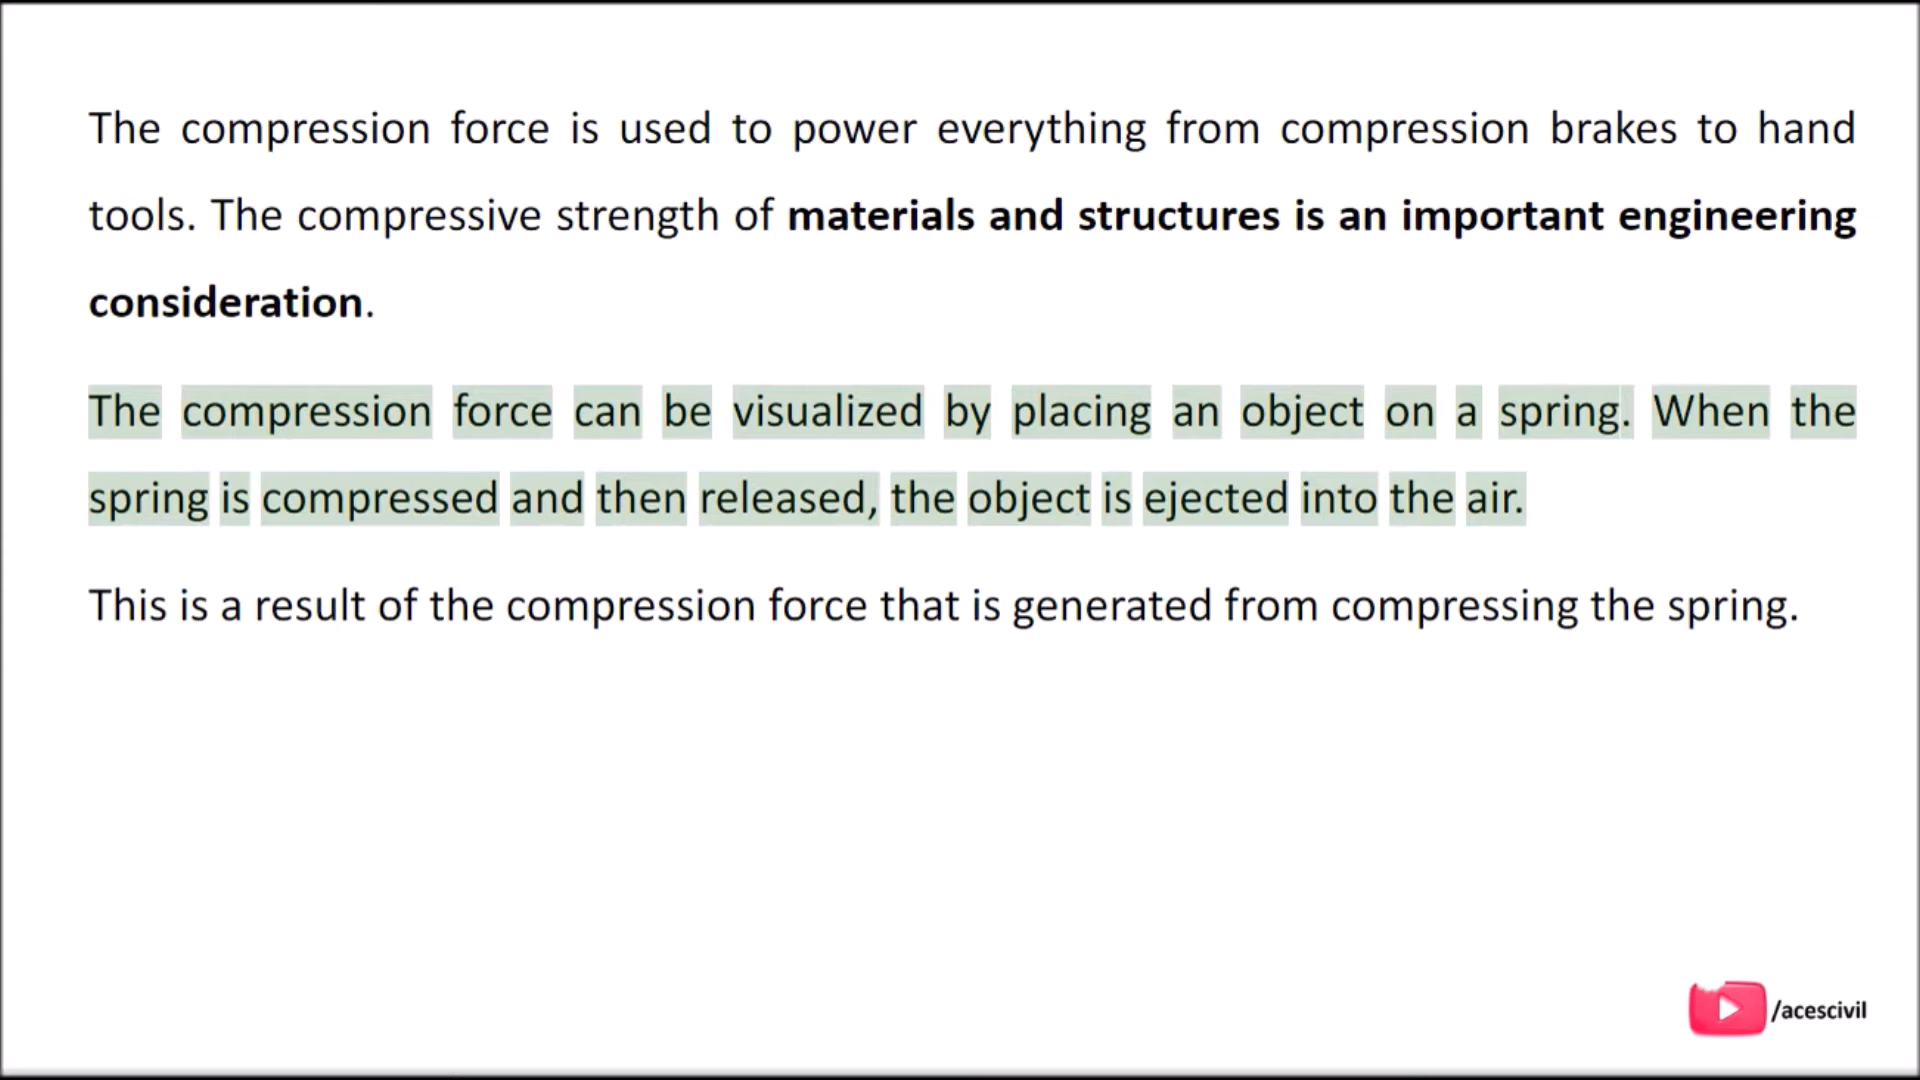 The compression force is used to power everything from compression brakes to hand
tools. The compressive strength of materials and structures is an important engineering
consideration.
The compression force can be visualized by placing an object on a spring. When the
spring is compressed and then released, the object is ejected into the air.
This is a result of the compression force that is generated from compressing the spring.
/acescivil